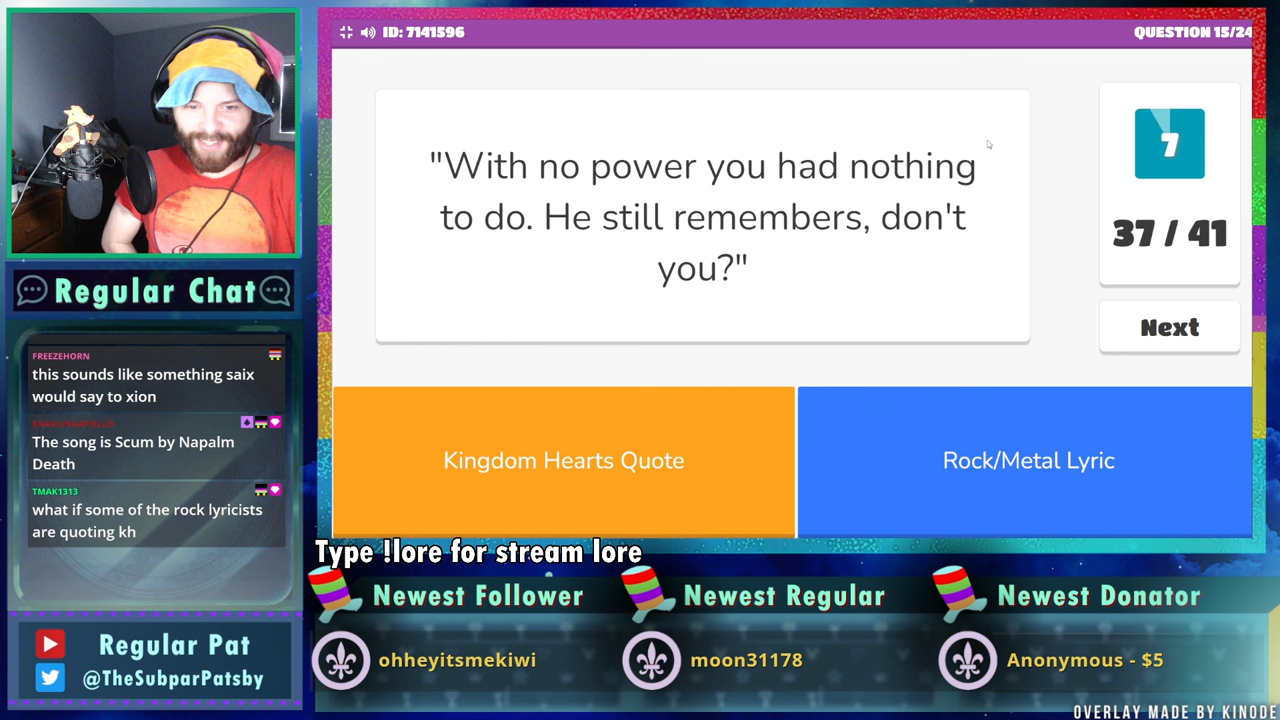 ID: 7141596
QUESTION 15/24
"With no power you had nothing
to do. He still remembers, don't
you?"
7
37 / 41
Next
Kingdom Hearts Quote
Rock/Metal Lyric
Regular Chat
FREEZEHORN
this sounds like something saix
would say to xion
The song is Scum by Napalm
Death
TMAK1313
what if some of the rock lyricists
are quoting kh
Type !lore for stream lore
Newest Follower
Newest Regular
Newest Donator
Regular Pat
@TheSubparPatsby
ohheyitsmekiwi
moon31178
Anonymous - $5
OVERLAY MADE BY KINODE